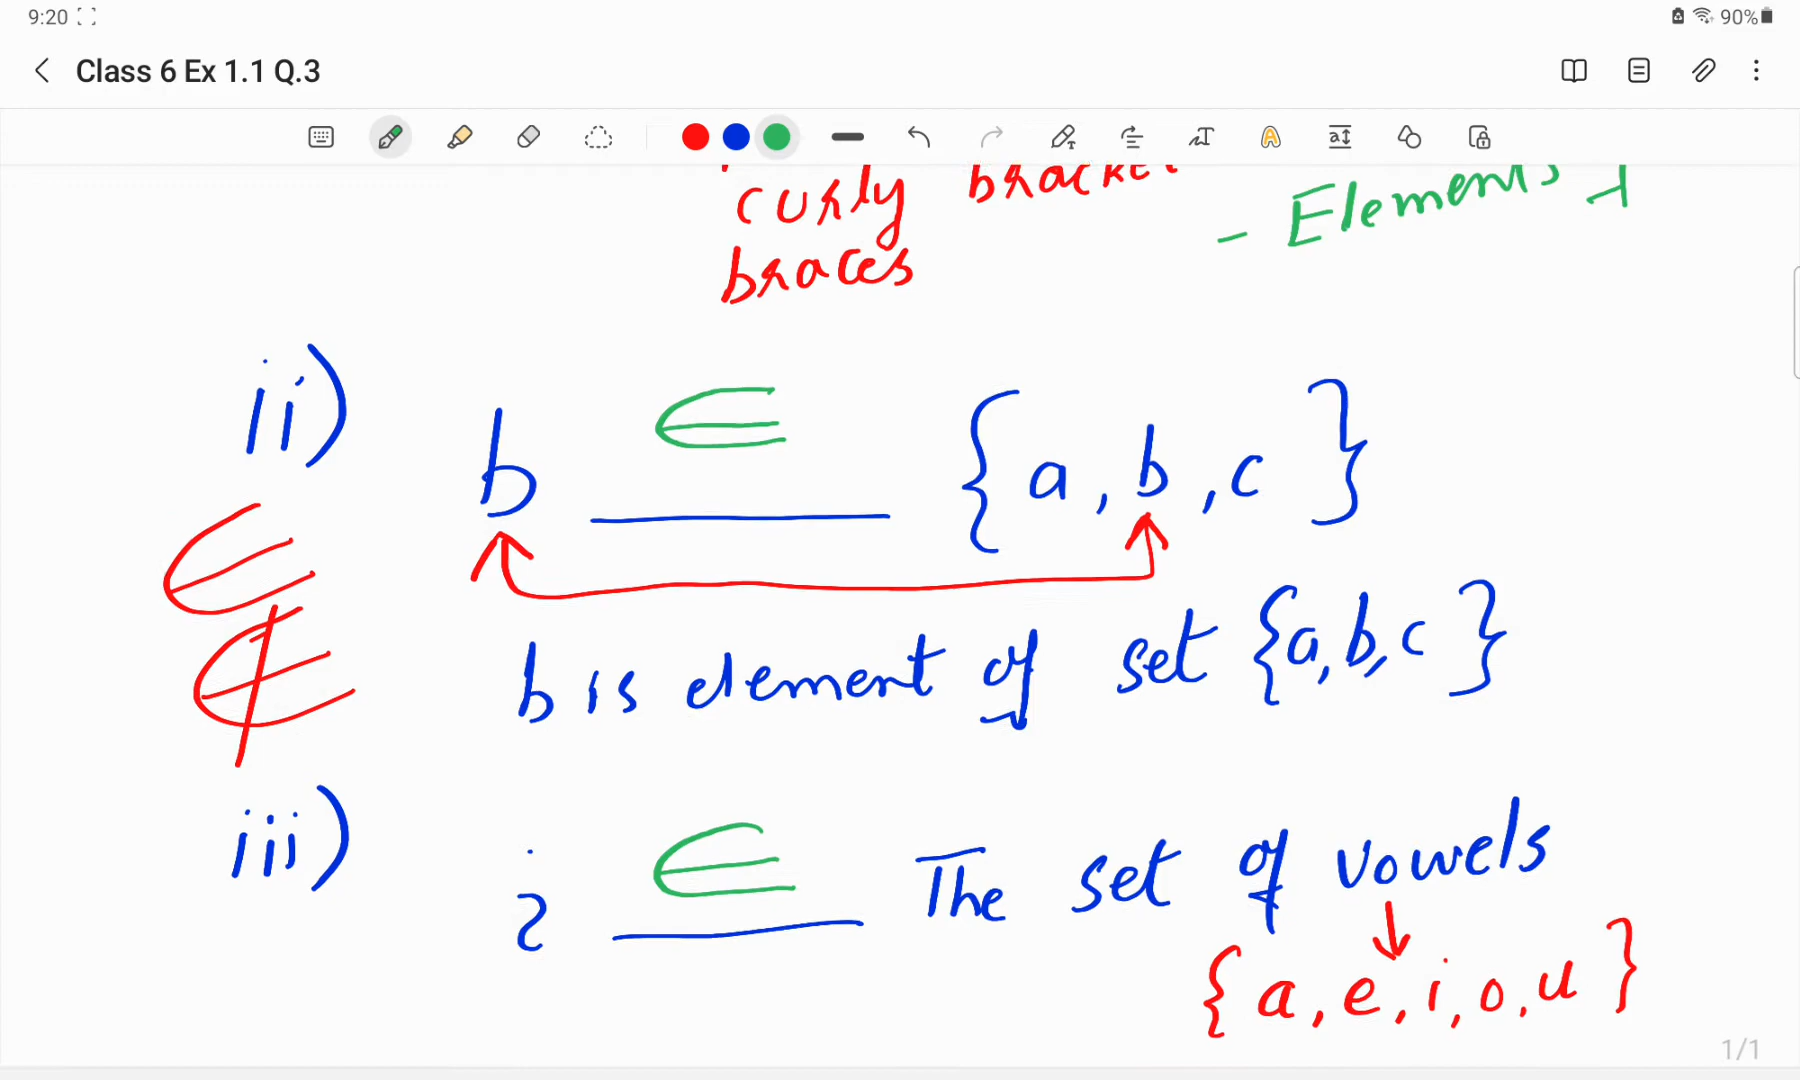 9:20
90%
Class 6 Ex 1.1 Q.3
curly bracket
braces
- Elements
ii) b ∈ {a, b, c}
∈
∉
b is element of set {a, b, c}
iii) i ∈ The set of vowels
{a, e, i, o, u}
1/1